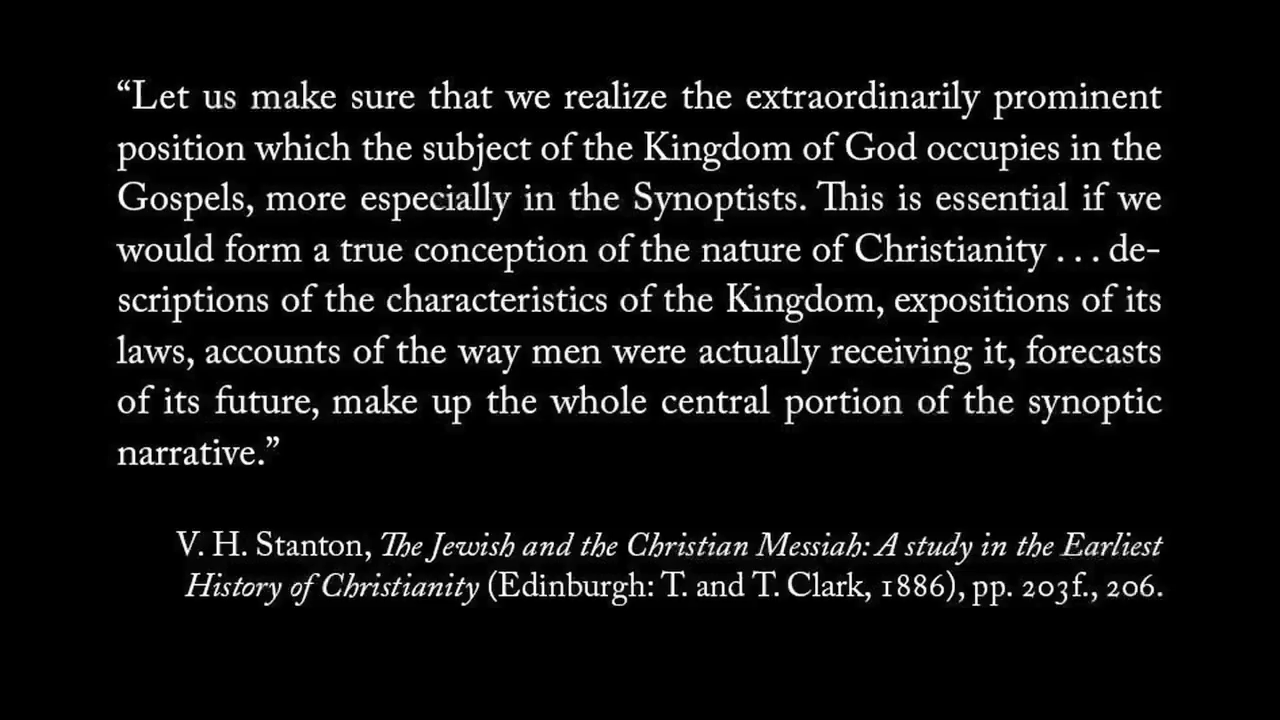 “Let us make sure that we realize the extraordinarily prominent
position which the subject of the Kingdom of God occupies in the
Gospels, more especially in the Synoptists. This is essential if we
would form a true conception of the nature of Christianity . . . de-
scriptions of the characteristics of the Kingdom, expositions of its
laws, accounts of the way men were actually receiving it, forecasts
of its future, make up the whole central portion of the synoptic
narrative.”
V. H. Stanton, The Jewish and the Christian Messiah: A study in the Earliest
History of Christianity (Edinburgh: T. and T. Clark, 1886), pp. 203f., 206.